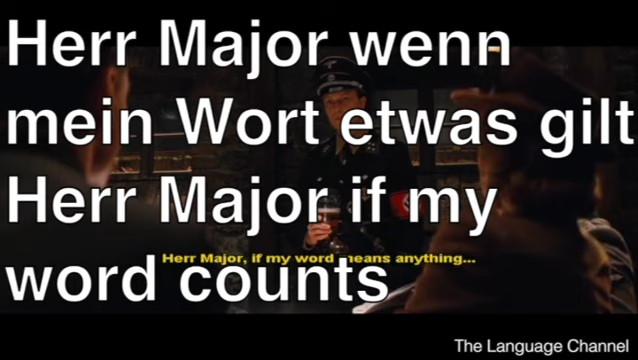 Herr Major wenn
mein Wort etwas gilt
Herr Major if my
word counts
Herr Major, if my word means anything...
The Language Channel